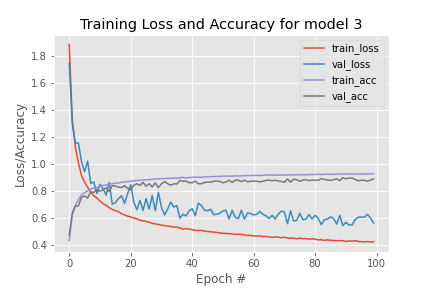 Training Loss and Accuracy for model 3
train_loss
val_loss
train_acc
val_acc
Loss/Accuracy
1.8
1.6
1.4
1.2
1.0
0.8
0.6
0.4
0 20 40 60 80 100
Epoch #